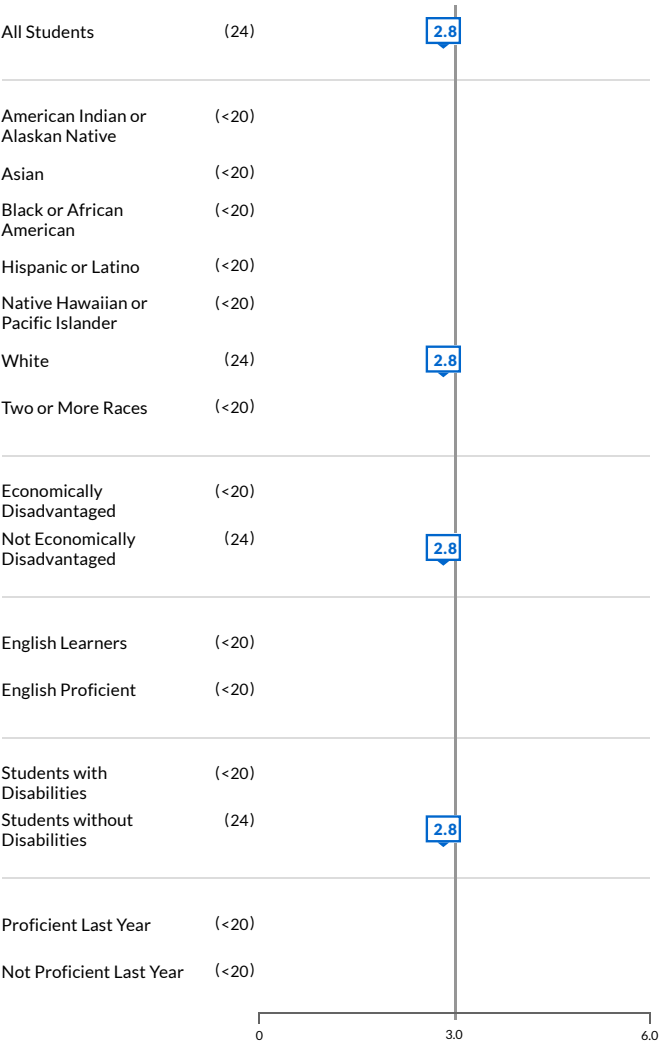 All Students (24) 2.8
American Indian or (<20)
Alaskan Native
Asian (<20)
Black or African (<20)
American
Hispanic or Latino (<20)
Native Hawaiian or (<20)
Pacific Islander
White (24) 2.8
Two or More Races (<20)
Economically (<20)
Disadvantaged
Not Economically (24) 2.8
Disadvantaged
English Learners (<20)
English Proficient (<20)
Students with (<20)
Disabilities
Students without (24) 2.8
Disabilities
Proficient Last Year (<20)
Not Proficient Last Year (<20)
0 3.0 6.0